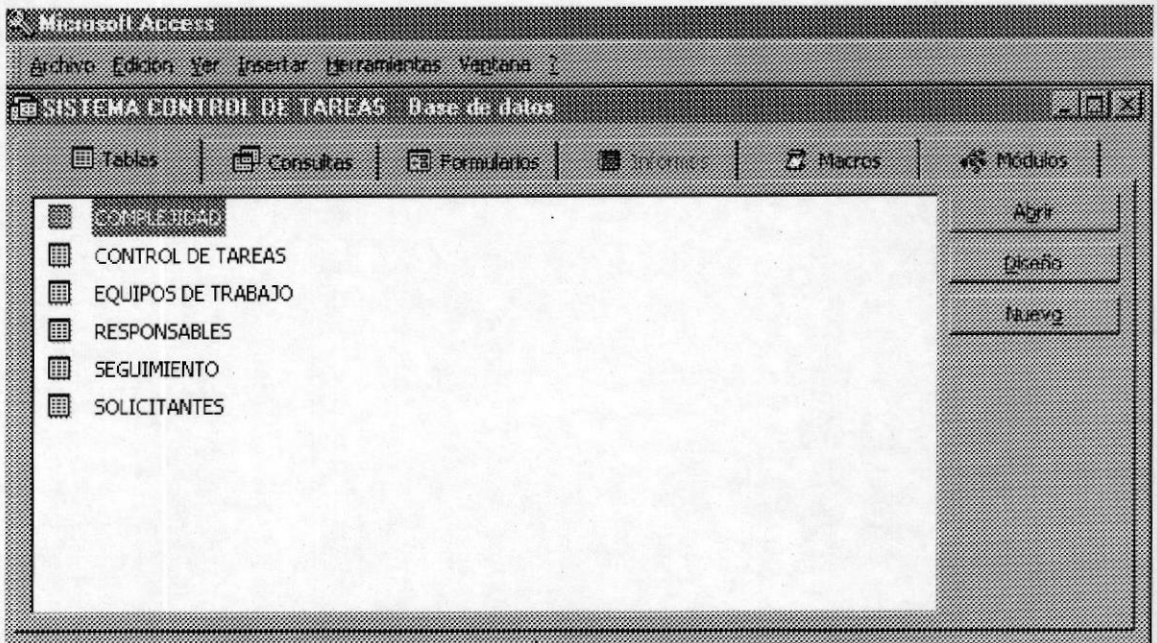 Microsoft Access
Archivo Edición Ver Insertar Herramientas Ventana ?
SISTEMA CONTROL DE TAREAS Base de datos
Tablas Consultas Formularios Informes Macros Módulos
COMPLEJIDAD
Abrir
CONTROL DE TAREAS
Diseño
EQUIPOS DE TRABAJO
Nuevo
RESPONSABLES
SEGUIMIENTO
SOLICITANTES